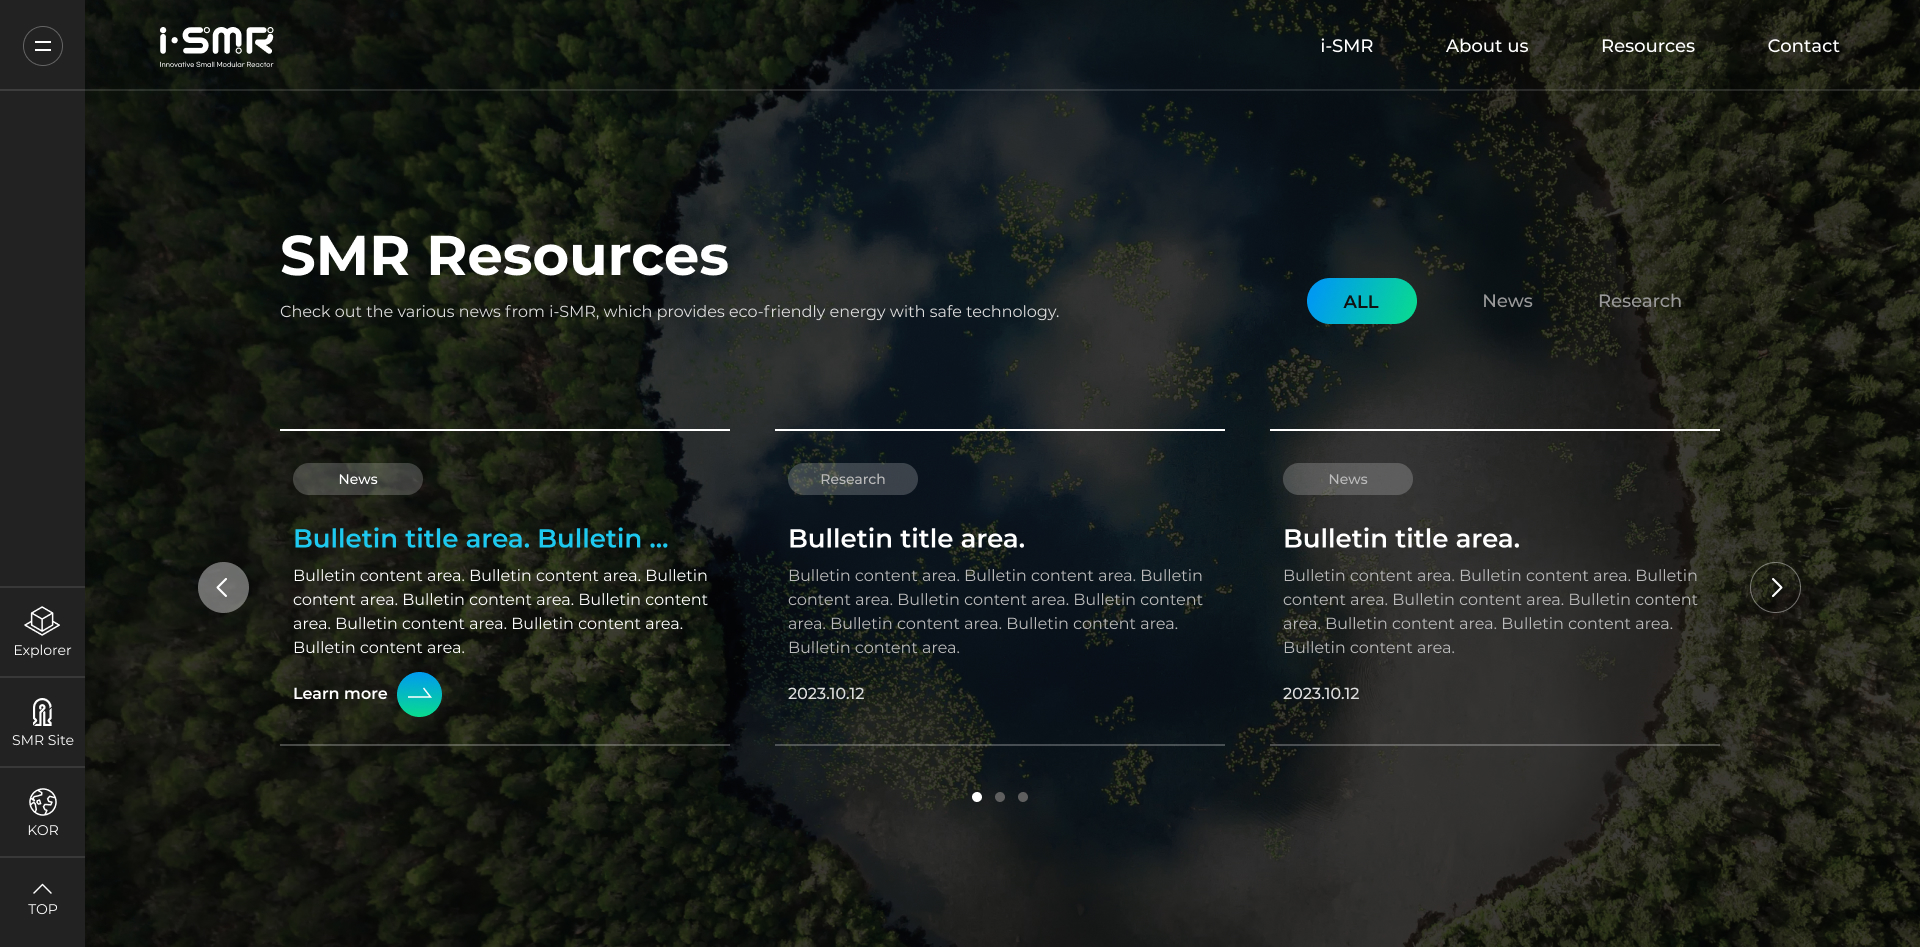 i·SMR
Innovative Small Modular Reactor
i-SMR
About us
Resources
Contact
SMR Resources
Check out the various news from i-SMR, which provides eco-friendly energy with safe technology.
ALL
News
Research
News
Bulletin title area. Bulletin ...
Bulletin content area. Bulletin content area. Bulletin
content area. Bulletin content area. Bulletin content
area. Bulletin content area. Bulletin content area.
Bulletin content area.
Learn more
Research
Bulletin title area.
Bulletin content area. Bulletin content area. Bulletin
content area. Bulletin content area. Bulletin content
area. Bulletin content area. Bulletin content area.
Bulletin content area.
2023.10.12
News
Bulletin title area.
Bulletin content area. Bulletin content area. Bulletin
content area. Bulletin content area. Bulletin content
area. Bulletin content area. Bulletin content area.
Bulletin content area.
2023.10.12
Explorer
SMR Site
KOR
TOP